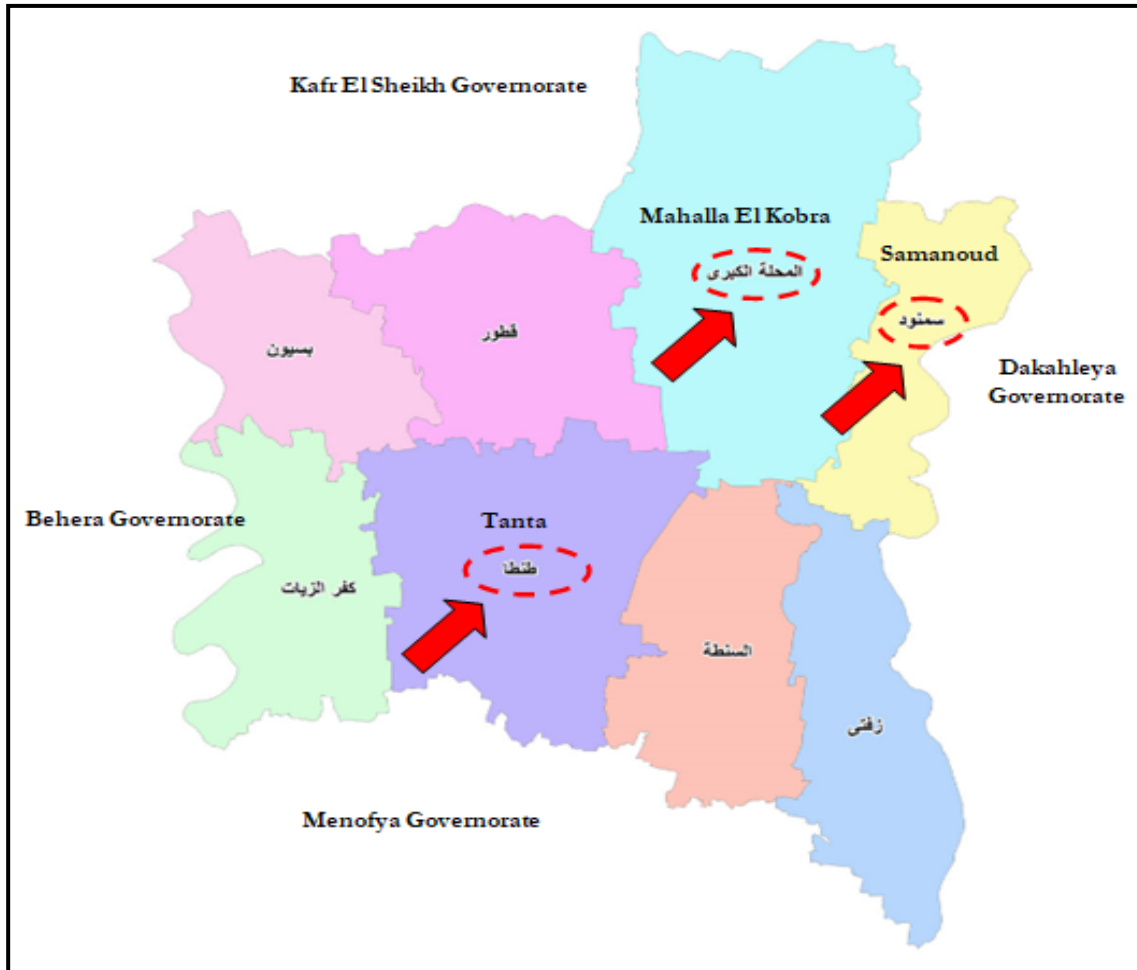 Kafr El Sheikh Governorate
Mahalla El Kobra
المحلة الكبرى
Samanoud
سمنود
قطور
بسيون
Dakahleya
Governorate
Behera Governorate
Tanta
طنطا
كفر الزيات
السنطة
زفتى
Menofya Governorate